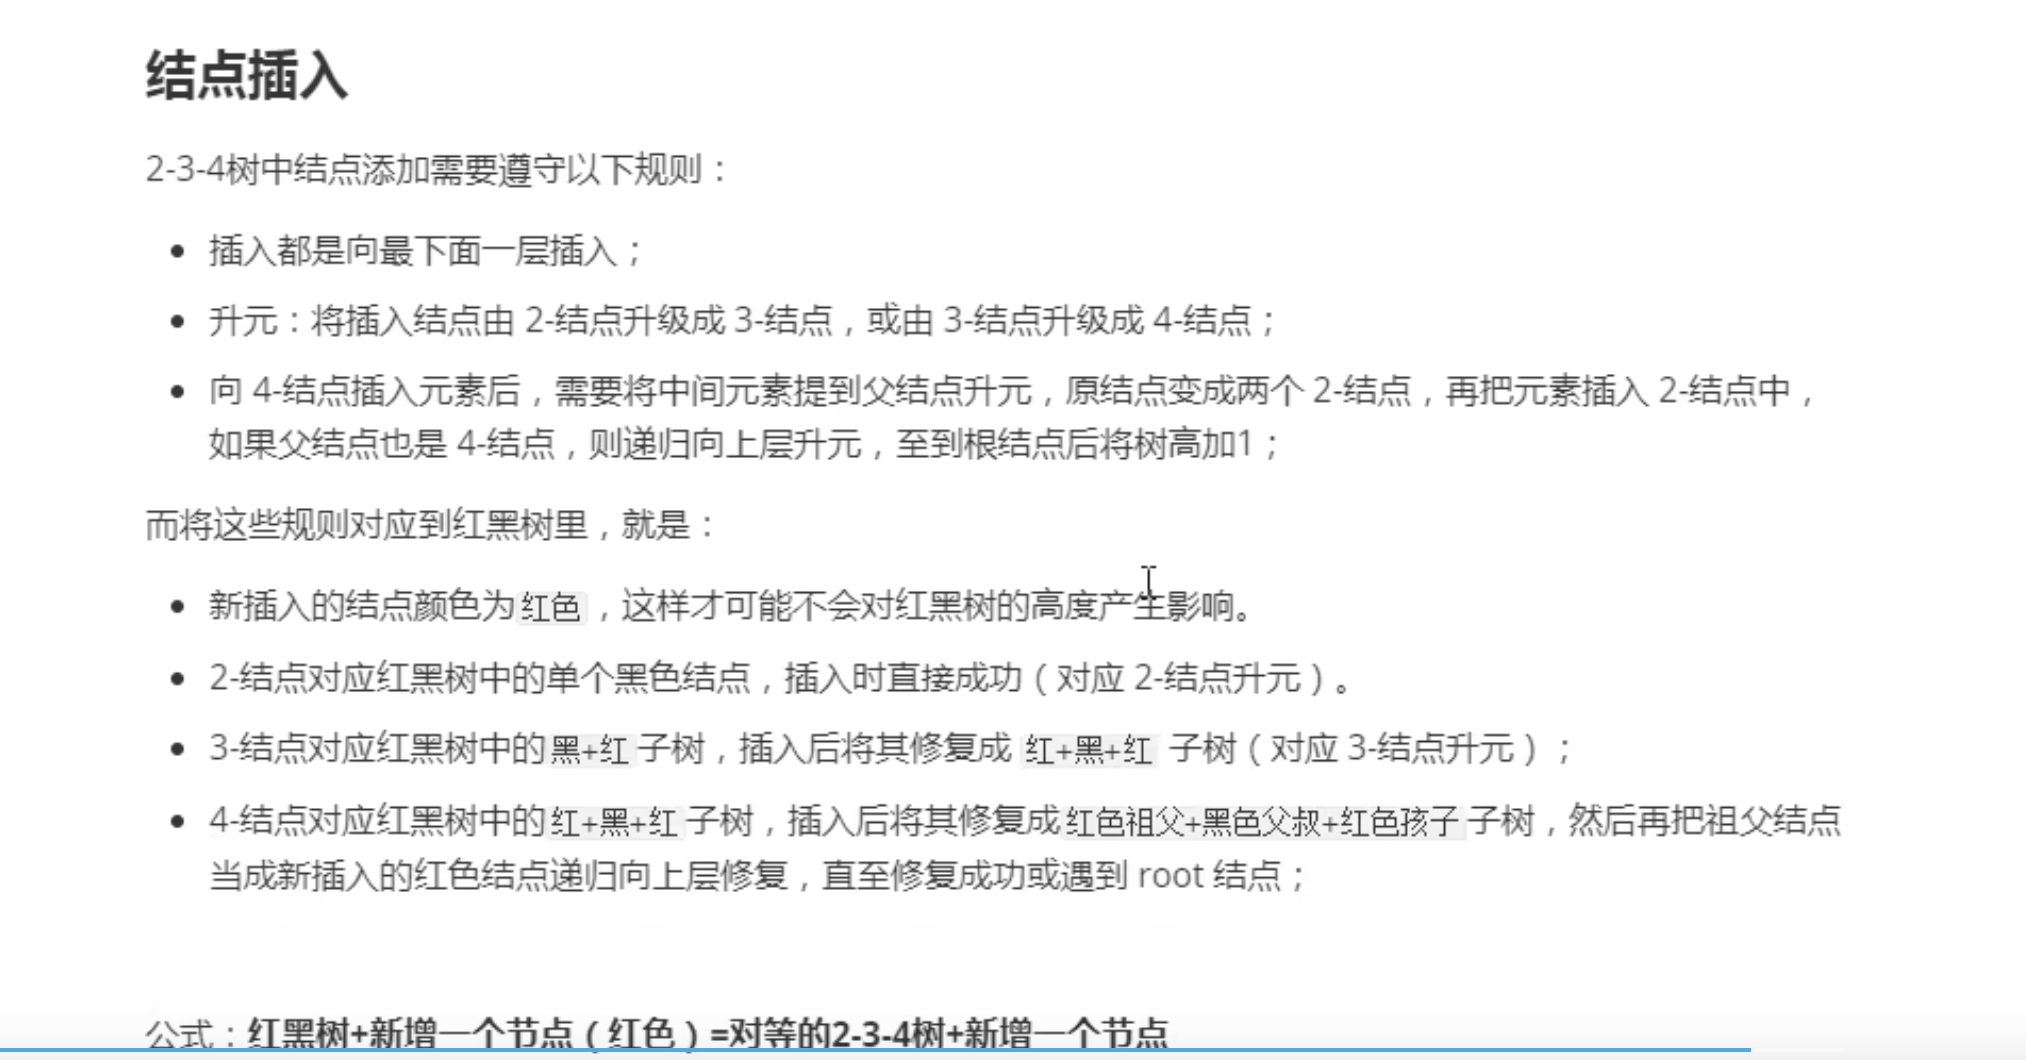 结点插入
2-3-4树中结点添加需要遵守以下规则：
插入都是向最下面一层插入；
升元：将插入结点由 2-结点升级成 3-结点，或由 3-结点升级成 4-结点；
向 4-结点插入元素后，需要将中间元素提到父结点升元，原结点变成两个 2-结点，再把元素插入 2-结点中，
如果父结点也是 4-结点，则递归向上层升元，至到根结点后将树高加1；
而将这些规则对应到红黑树里，就是：
新插入的结点颜色为红色，这样才可能不会对红黑树的高度产生影响。
2-结点对应红黑树中的单个黑色结点，插入时直接成功（对应 2-结点升元）。
3-结点对应红黑树中的黑+红子树，插入后将其修复成 红+黑+红 子树（对应 3-结点升元）；
4-结点对应红黑树中的红+黑+红子树，插入后将其修复成红色祖父+黑色父叔+红色孩子子树，然后再把祖父结点
当成新插入的红色结点递归向上层修复，直至修复成功或遇到 root 结点；
公式：红黑树+新增一个节点（红色）=对等的2-3-4树+新增一个节点